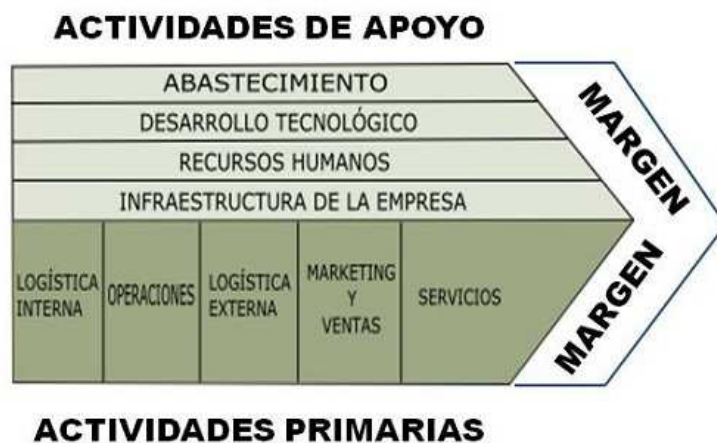 ACTIVIDADES DE APOYO
ABASTECIMIENTO
DESARROLLO TECNOLÓGICO
RECURSOS HUMANOS
INFRAESTRUCTURA DE LA EMPRESA
MARGEN
LOGÍSTICA
INTERNA
OPERACIONES
LOGÍSTICA
EXTERNA
MARKETING
Y
VENTAS
SERVICIOS
MARGEN
ACTIVIDADES PRIMARIAS